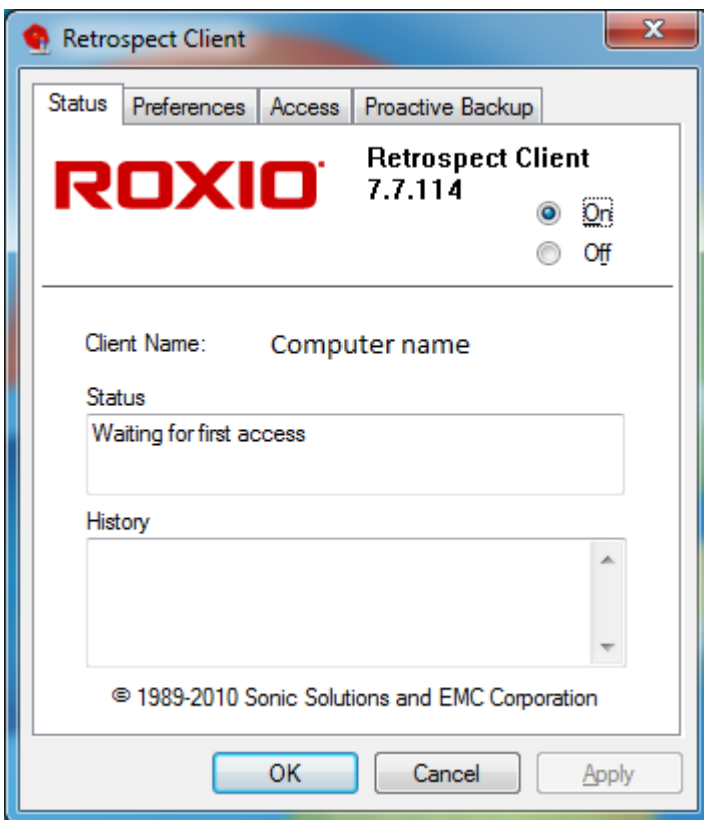 Retrospect Client
Status Preferences Access Proactive Backup
ROXIO
Retrospect Client
7.7.114
On
Off
Client Name: Computer name
Status
Waiting for first access
History
© 1989-2010 Sonic Solutions and EMC Corporation
OK Cancel Apply